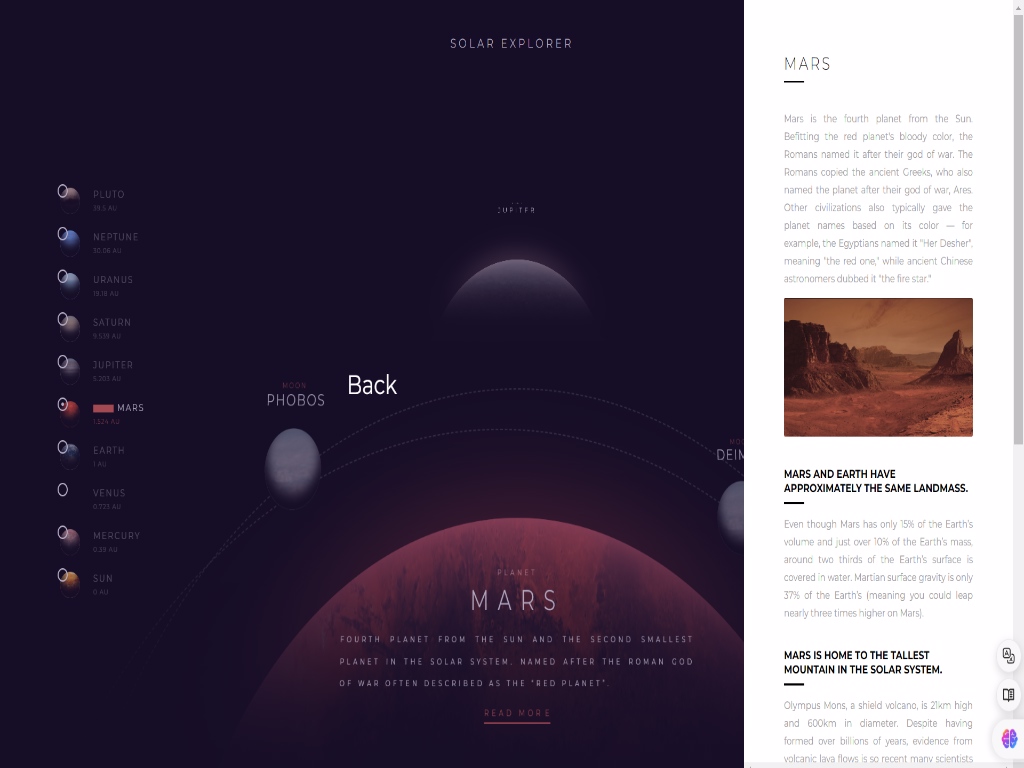 SOLAR EXPLORER
PLUTO
39.5 AU
NEPTUNE
30.06 AU
URANUS
19.18 AU
SATURN
9.539 AU
JUPITER
5.203 AU
MARS
1.524 AU
EARTH
1 AU
VENUS
0.723 AU
MERCURY
0.39 AU
SUN
0 AU
JUPITER
MOON
PHOBOS
Back
PLANET
MARS
FOURTH PLANET FROM THE SUN AND THE SECOND SMALLEST
PLANET IN THE SOLAR SYSTEM. NAMED AFTER THE ROMAN GOD
OF WAR OFTEN DESCRIBED AS THE "RED PLANET".
READ MORE
MARS
Mars is the fourth planet from the Sun.
Befitting the red planet's bloody color, the
Romans named it after their god of war. The
Romans copied the ancient Greeks, who also
named the planet after their god of war, Ares.
Other civilizations also typically gave the
planet names based on its color — for
example, the Egyptians named it "Her Desher",
meaning "the red one," while ancient Chinese
astronomers dubbed it "the fire star."
MARS AND EARTH HAVE
APPROXIMATELY THE SAME LANDMASS.
Even though Mars has only 15% of the Earth's
volume and just over 10% of the Earth's mass,
around two thirds of the Earth's surface is
covered in water. Martian surface gravity is only
37% of the Earth's (meaning you could leap
nearly three times higher on Mars).
MARS IS HOME TO THE TALLEST
MOUNTAIN IN THE SOLAR SYSTEM.
Olympus Mons, a shield volcano, is 21km high
and 600km in diameter. Despite having
formed over billions of years, evidence from
volcanic lava flows is so recent many scientists